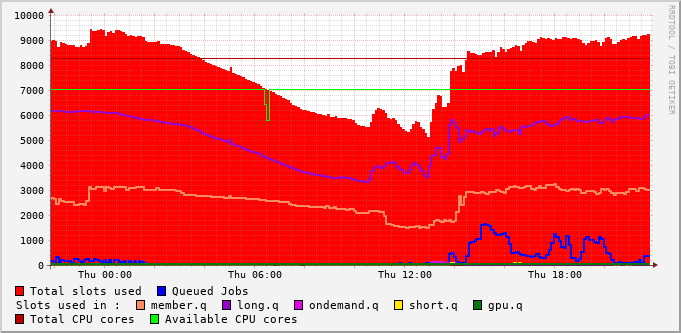 RRDTOOL / TOBI OETIKER
10000
9000
8000
7000
6000
5000
4000
3000
2000
1000
0
Thu 00:00 Thu 06:00 Thu 12:00 Thu 18:00
Total slots used Queued Jobs
Slots used in : member.q long.q ondemand.q short.q gpu.q
Total CPU cores Available CPU cores